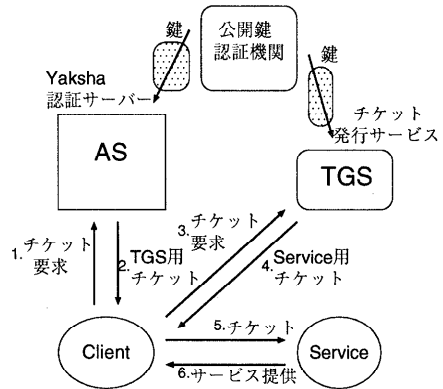 公開鍵
認証機関
鍵
鍵
Yaksha
認証サーバー
チケット
発行サービス
AS
TGS
1.チケット
要求
2.TGS用
チケット
3.チケット
要求
4.Service用
チケット
5.チケット
Client
Service
6.サービス提供